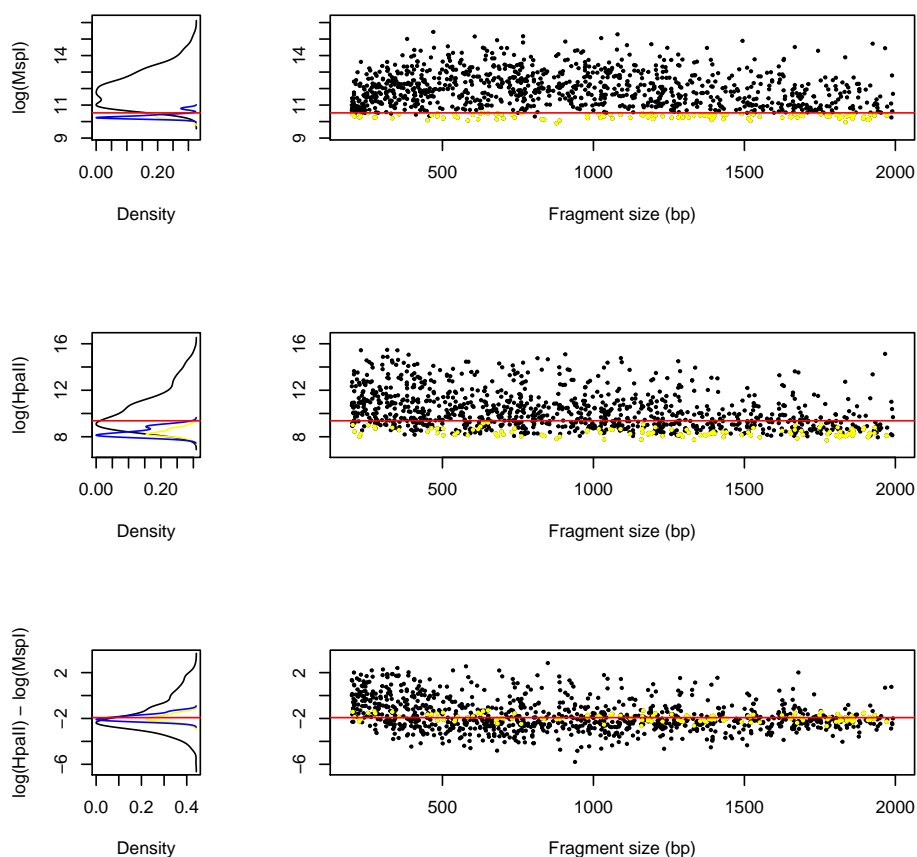 log(MspI)
9 11 14
0.00 0.20
Density
500 1000 1500 2000
Fragment size (bp)
log(HpaII)
8 12 16
0.00 0.20
Density
500 1000 1500 2000
Fragment size (bp)
log(HpaII) − log(MspI)
−6 −2 2
0.0 0.2 0.4
Density
500 1000 1500 2000
Fragment size (bp)
9 11 14
8 12 16
−6 −2 2